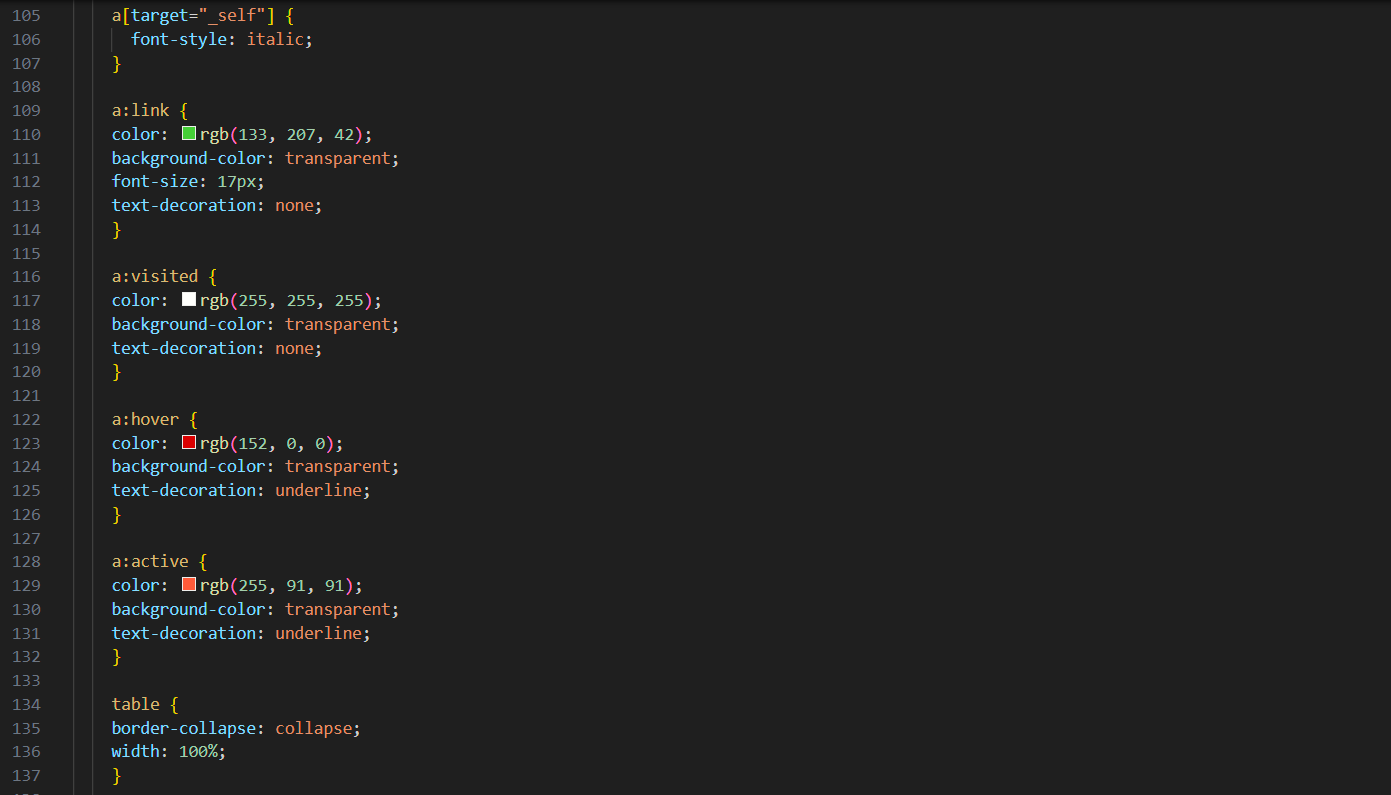 105 a[target="_self"] {
106 font-style: italic;
107 }
108
109 a:link {
110 color: rgb(133, 207, 42);
111 background-color: transparent;
112 font-size: 17px;
113 text-decoration: none;
114 }
115
116 a:visited {
117 color: rgb(255, 255, 255);
118 background-color: transparent;
119 text-decoration: none;
120 }
121
122 a:hover {
123 color: rgb(152, 0, 0);
124 background-color: transparent;
125 text-decoration: underline;
126 }
127
128 a:active {
129 color: rgb(255, 91, 91);
130 background-color: transparent;
131 text-decoration: underline;
132 }
133
134 table {
135 border-collapse: collapse;
136 width: 100%;
137 }